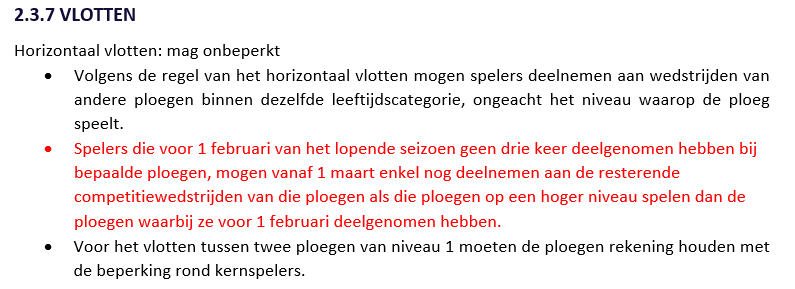 2.3.7 VLOTTEN
Horizontaal vlotten: mag onbeperkt
• Volgens de regel van het horizontaal vlotten mogen spelers deelnemen aan wedstrijden van
andere ploegen binnen dezelfde leeftijdscategorie, ongeacht het niveau waarop de ploeg
speelt.
• Spelers die voor 1 februari van het lopende seizoen geen drie keer deelgenomen hebben bij
bepaalde ploegen, mogen vanaf 1 maart enkel nog deelnemen aan de resterende
competitiewedstrijden van die ploegen als die ploegen op een hoger niveau spelen dan de
ploegen waarbij ze voor 1 februari deelgenomen hebben.
• Voor het vlotten tussen twee ploegen van niveau 1 moeten de ploegen rekening houden met
de beperking rond kernspelers.